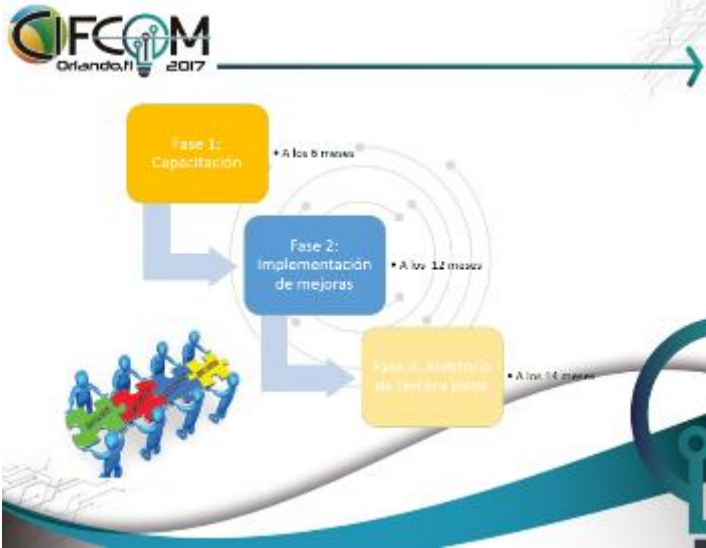 CIFCOM
Orlando,fl 2017
Fase 1:
Capacitación
• A los 6 meses
Fase 2:
Implementación
de mejoras
• A los 12 meses
Fase 3: Auditoria
de tercera parte
• A los 14 meses